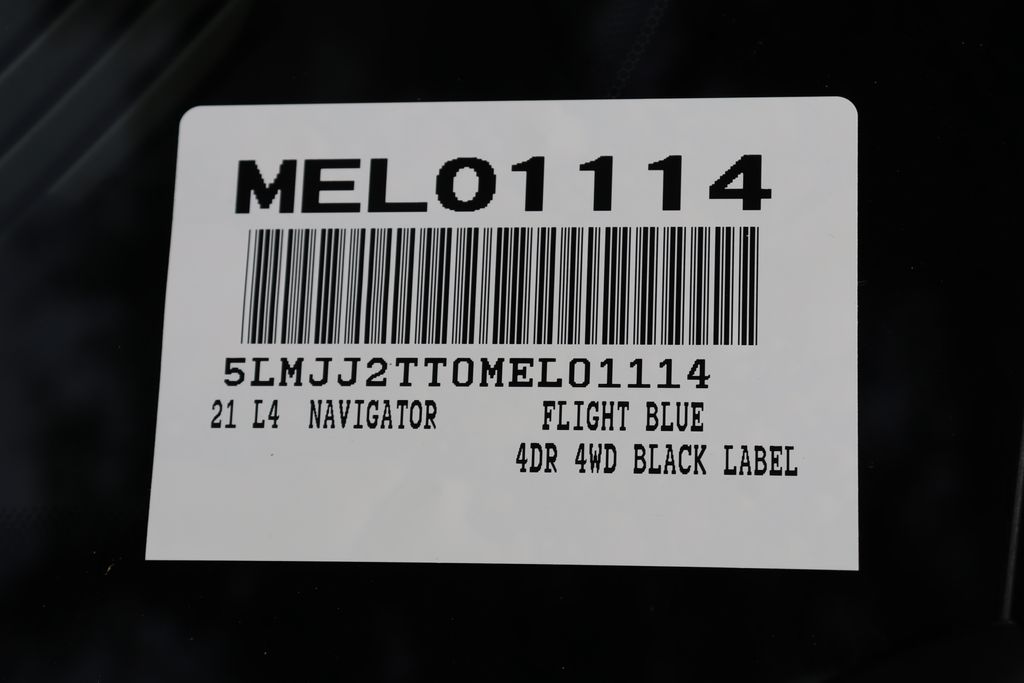 MEL01114
5LMJJ2TT0MEL01114
21 L4 NAVIGATOR FLIGHT BLUE
4DR 4WD BLACK LABEL